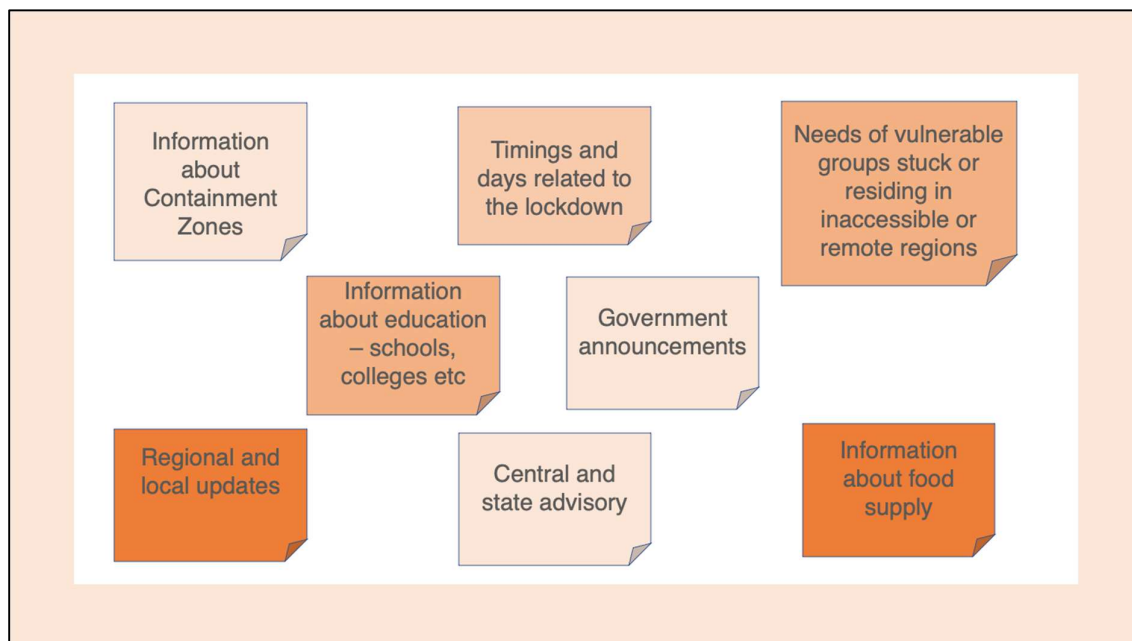 Information
about
Containment
Zones
Timings and
days related to
the lockdown
Needs of vulnerable
groups stuck or
residing in
inaccessible or
remote regions
Information
about education
– schools,
colleges etc
Government
announcements
Regional and
local updates
Central and
state advisory
Information
about food
supply